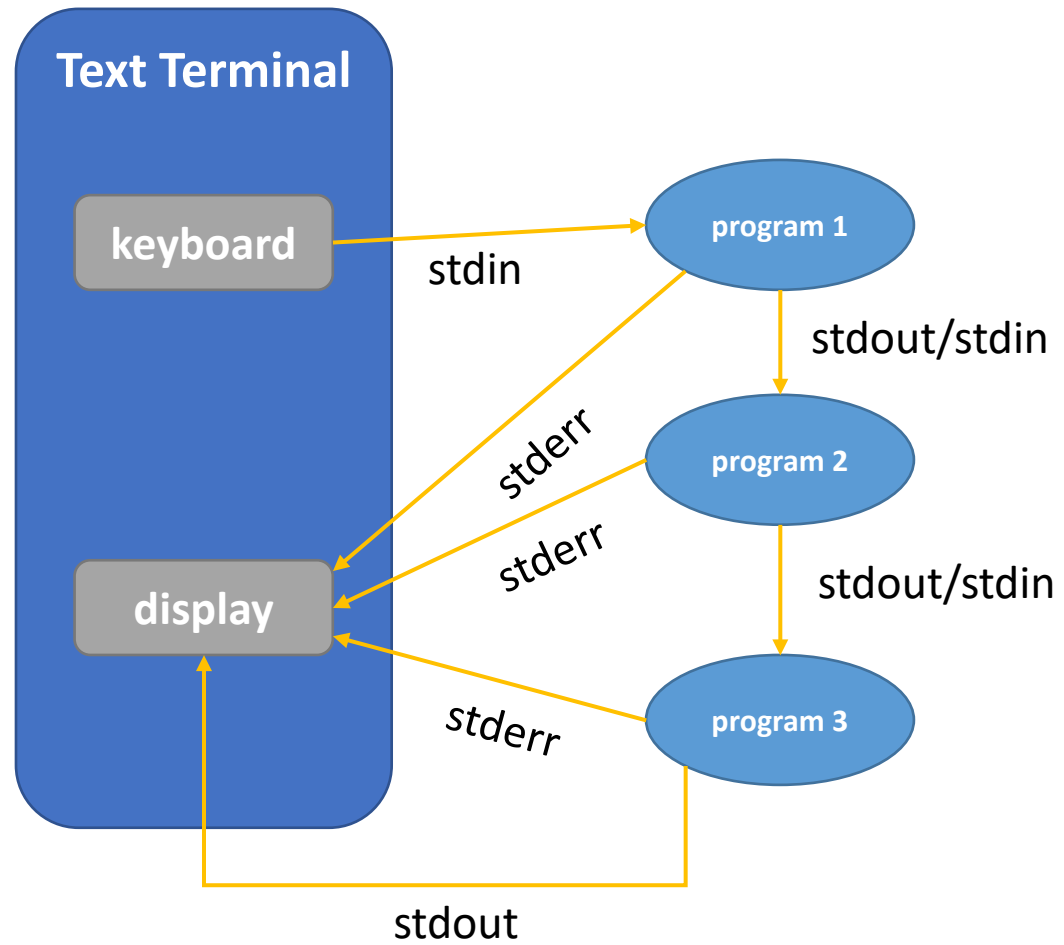 Text Terminal
keyboard
stdin
program 1
stdout/stdin
stderr
program 2
stderr
stdout/stdin
display
stderr
program 3
stdout